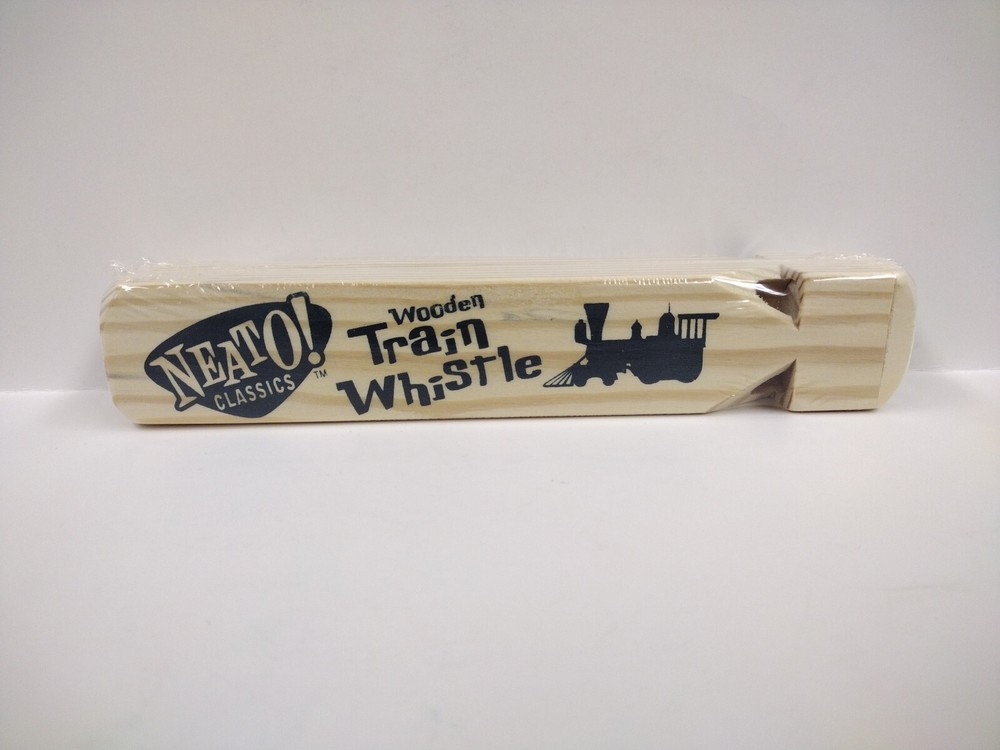 NEATO!
CLASSICS
TM
Wooden
Train
Whistle